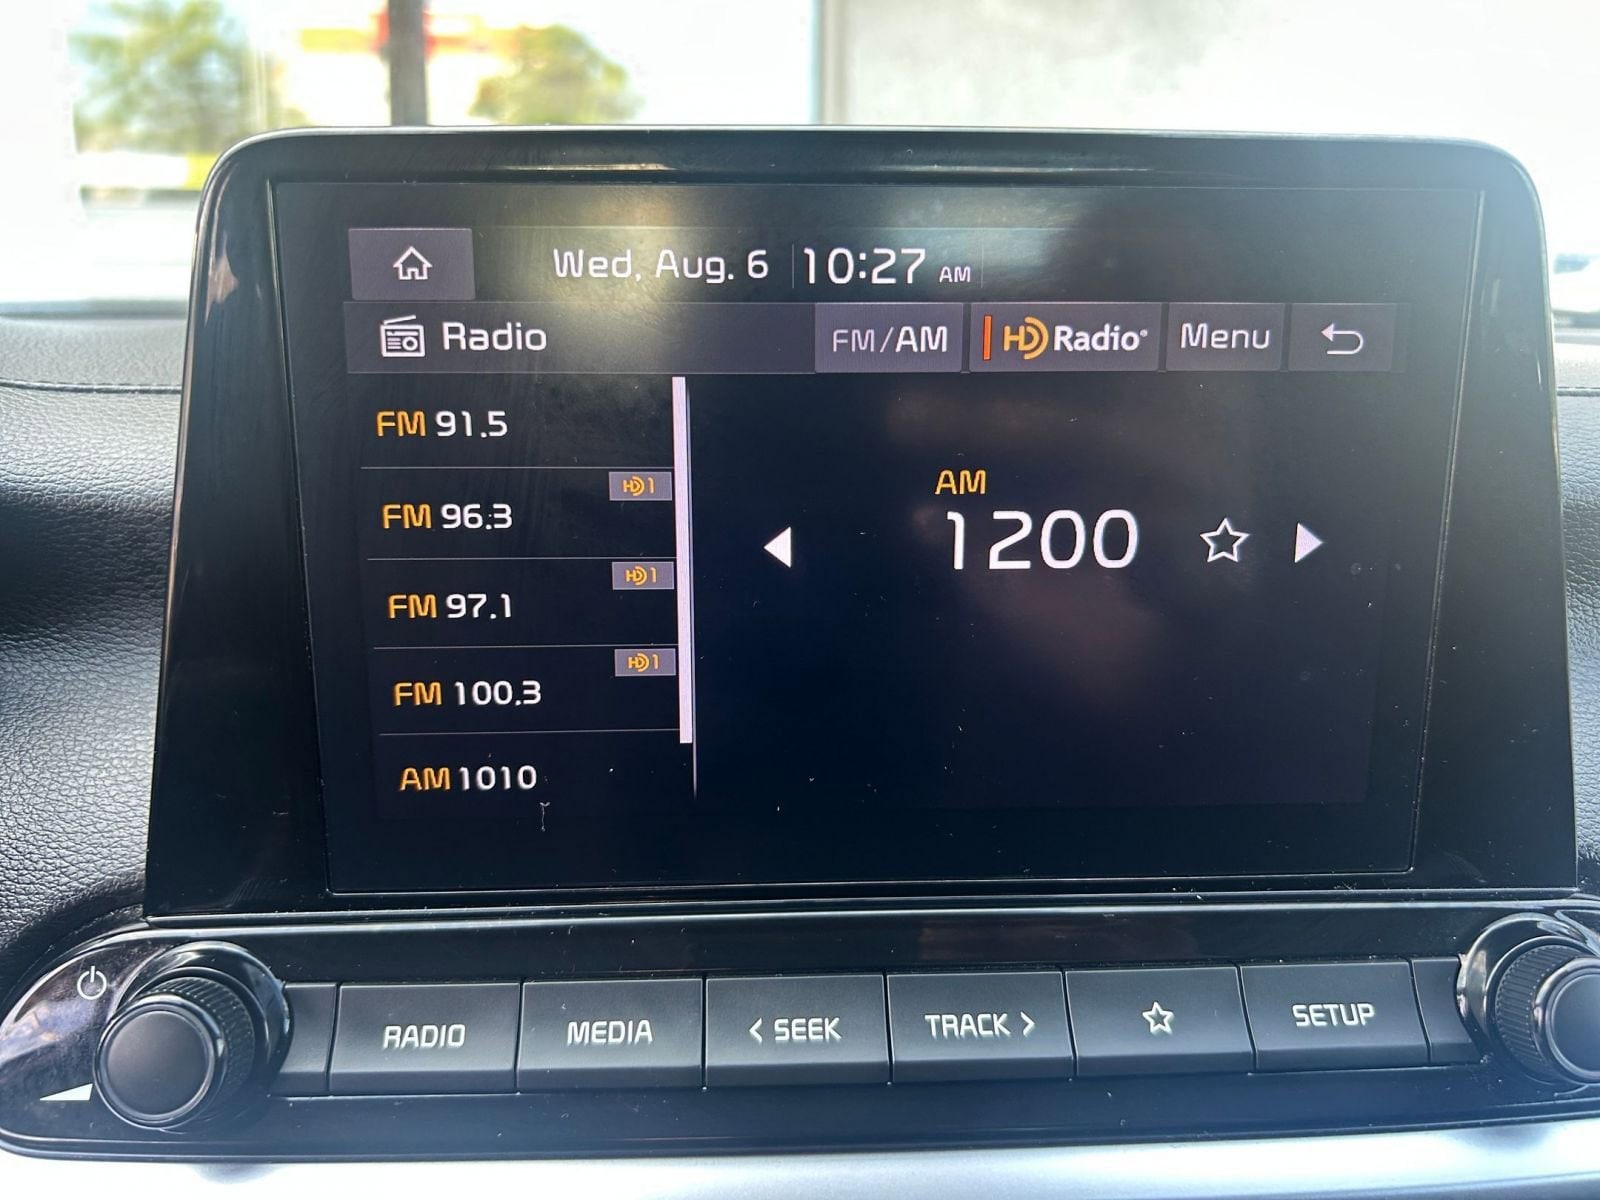 Wed, Aug. 6 10:27 AM
Radio FM/AM HD Radio® Menu
FM 91.5
HD 1
FM 96.3
HD 1
FM 97.1
HD 1
FM 100.3
AM 1010
AM
1200
RADIO MEDIA < SEEK TRACK > SETUP